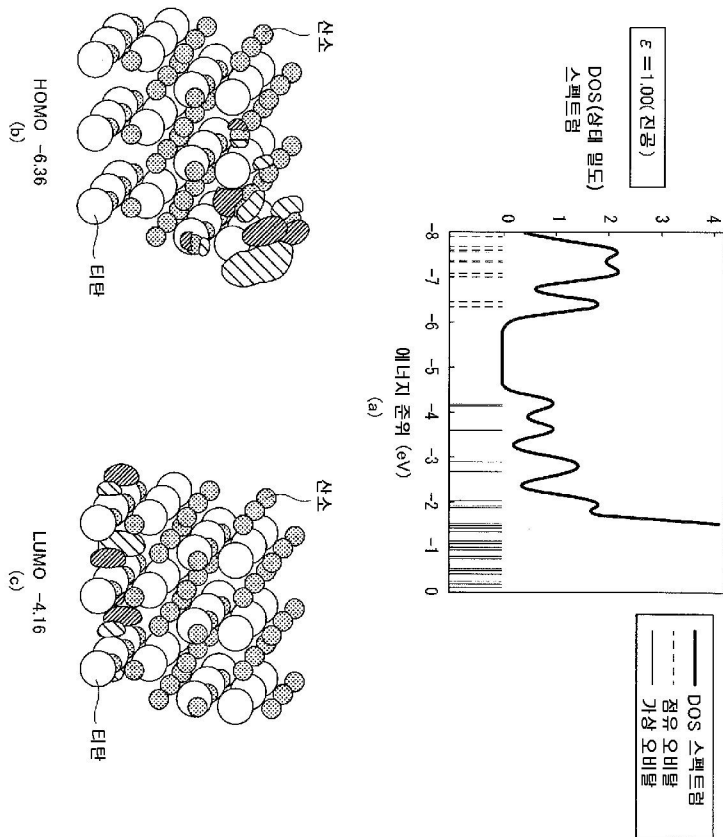 ε =1.00(진공)
DOS(상태 밀도)
스펙트럼
4
3
2
1
0
-8
-7
-6
-5
-4
-3
-2
-1
0
에너지 준위 (eV)
(a)
DOS 스펙트럼
점유 오비탈
가상 오비탈
산소
티탄
HOMO -6.36
(b)
산소
티탄
LUMO -4.16
(c)